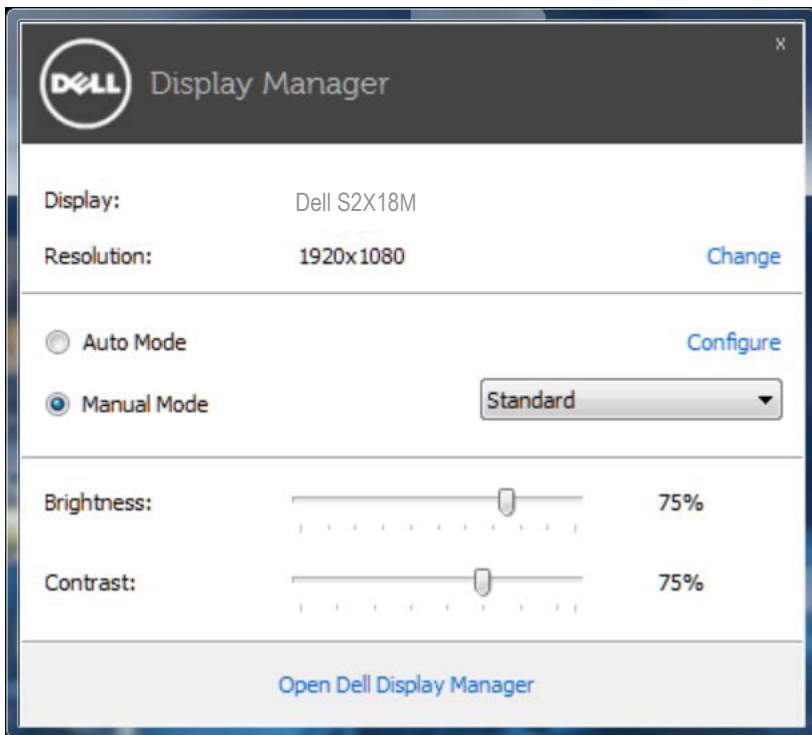 DELL Display Manager x
Display: Dell S2X18M
Resolution: 1920x1080 Change
Auto Mode Configure
Manual Mode Standard
Brightness: 75%
Contrast: 75%
Open Dell Display Manager